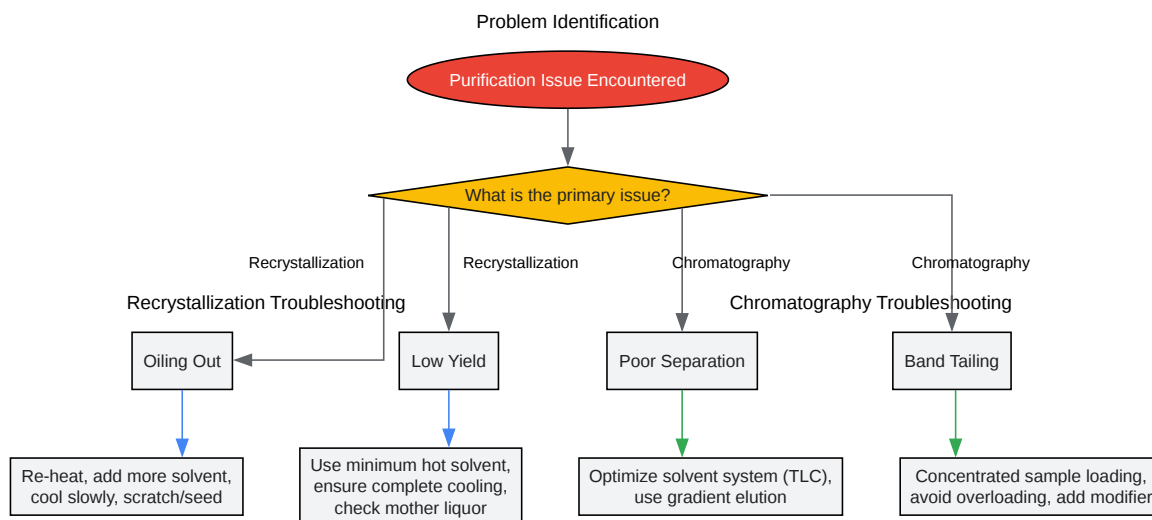 Problem Identification
Purification Issue Encountered
What is the primary issue?
Recrystallization
Recrystallization
Chromatography
Chromatography
Recrystallization Troubleshooting
Chromatography Troubleshooting
Oiling Out
Low Yield
Poor Separation
Band Tailing
Re-heat, add more solvent,
cool slowly, scratch/seed
Use minimum hot solvent,
ensure complete cooling,
check mother liquor
Optimize solvent system (TLC),
use gradient elution
Concentrated sample loading,
avoid overloading, add modifier